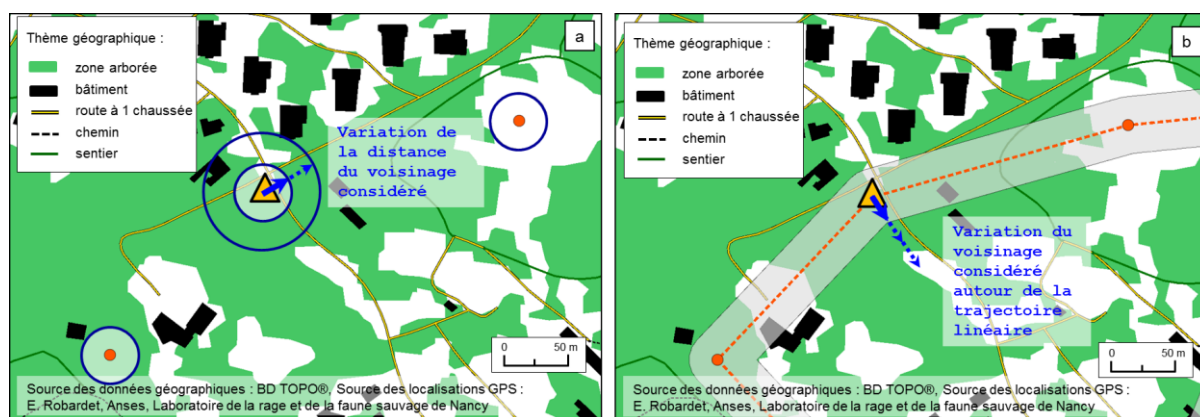 Thème géographique :
zone arborée
bâtiment
route à 1 chaussée
chemin
sentier
a
Variation de
la distance
du voisinage
considéré
0 50 m
Source des données géographiques : BD TOPO®, Source des localisations GPS :
E. Robardet, Anses, Laboratoire de la rage et de la faune sauvage de Nancy
Thème géographique :
zone arborée
bâtiment
route à 1 chaussée
chemin
sentier
b
Variation du
voisinage
considéré
autour de la
trajectoire
linéaire
0 50 m
Source des données géographiques : BD TOPO®, Source des localisations GPS :
E. Robardet, Anses, Laboratoire de la rage et de la faune sauvage de Nancy